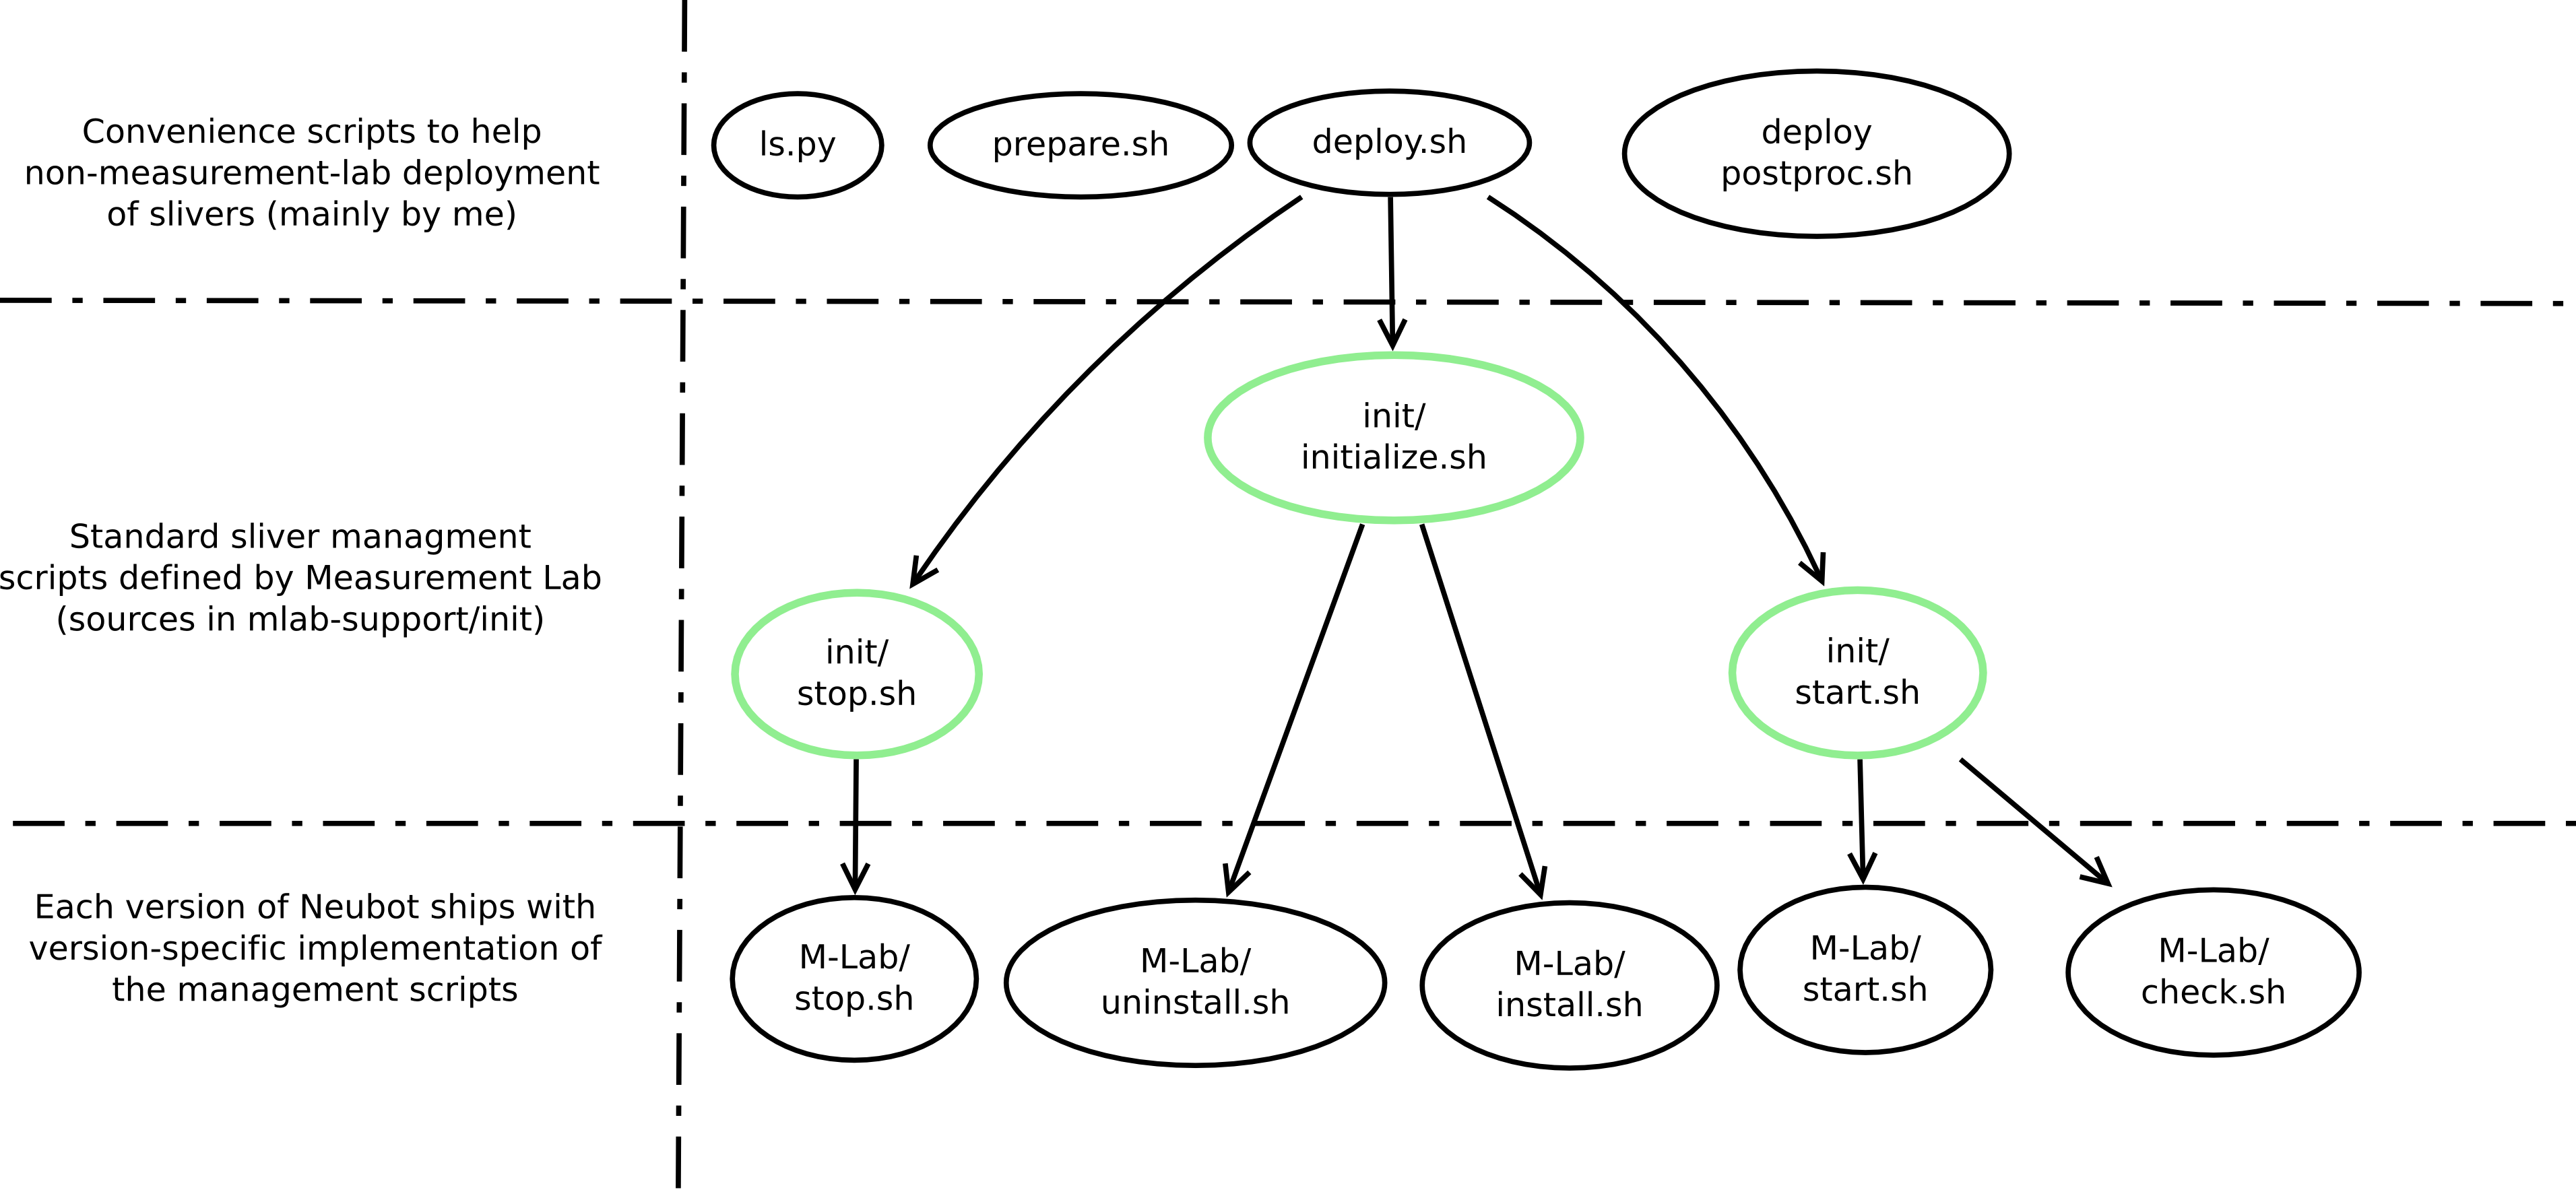 Convenience scripts to help
non-measurement-lab deployment
of slivers (mainly by me)
ls.py
prepare.sh
deploy.sh
deploy
postproc.sh
Standard sliver managment
scripts defined by Measurement Lab
(sources in mlab-support/init)
init/
initialize.sh
init/
stop.sh
init/
start.sh
Each version of Neubot ships with
version-specific implementation of
the management scripts
M-Lab/
stop.sh
M-Lab/
uninstall.sh
M-Lab/
install.sh
M-Lab/
start.sh
M-Lab/
check.sh